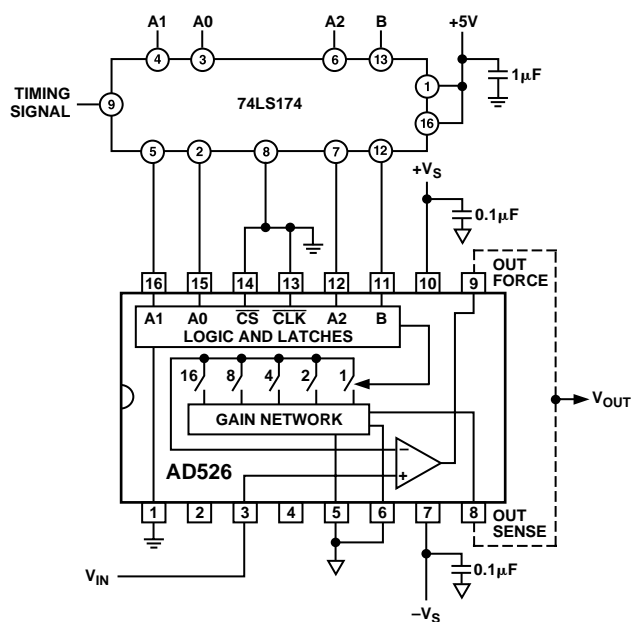 A1 A0 A2 B
+5V
4 3 6 13
1
1µF
TIMING
SIGNAL
9
74LS174
16
5 2 8 7 12
+VS
0.1µF
OUT
FORCE
16 15 14 13 12 11 10 9
A1 A0 CS CLK A2 B
LOGIC AND LATCHES
16 8 4 2 1
GAIN NETWORK
VOUT
–
+
AD526
1 2 3 4 5 6 7 8
OUT
SENSE
VIN
0.1µF
–VS